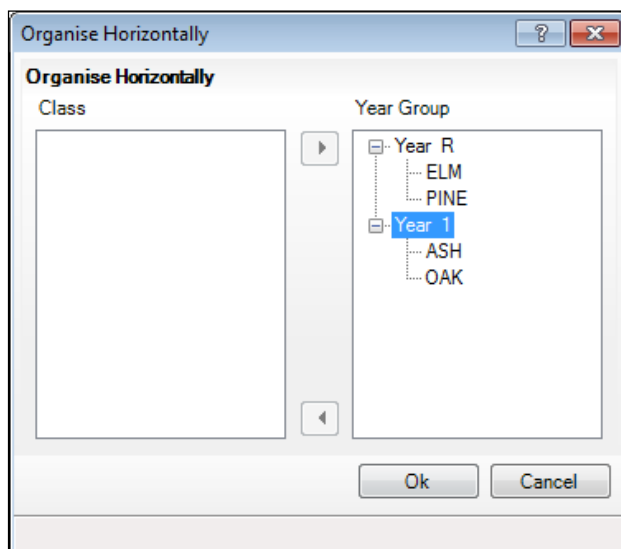 Organise Horizontally
?
Organise Horizontally
Class
Year Group
Year R
ELM
PINE
Year 1
ASH
OAK
Ok
Cancel